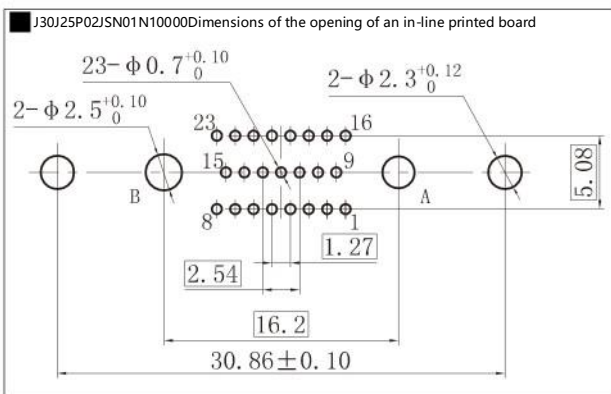 J30J25P02JSN01N10000Dimensions of the opening of an in-line printed board
23-φ0.7+0.10 0
2-φ2.3+0.12 0
2-φ2.5+0.10 0
23 16
15 9
B A
8 1
5.08
1.27
2.54
16.2
30.86±0.10